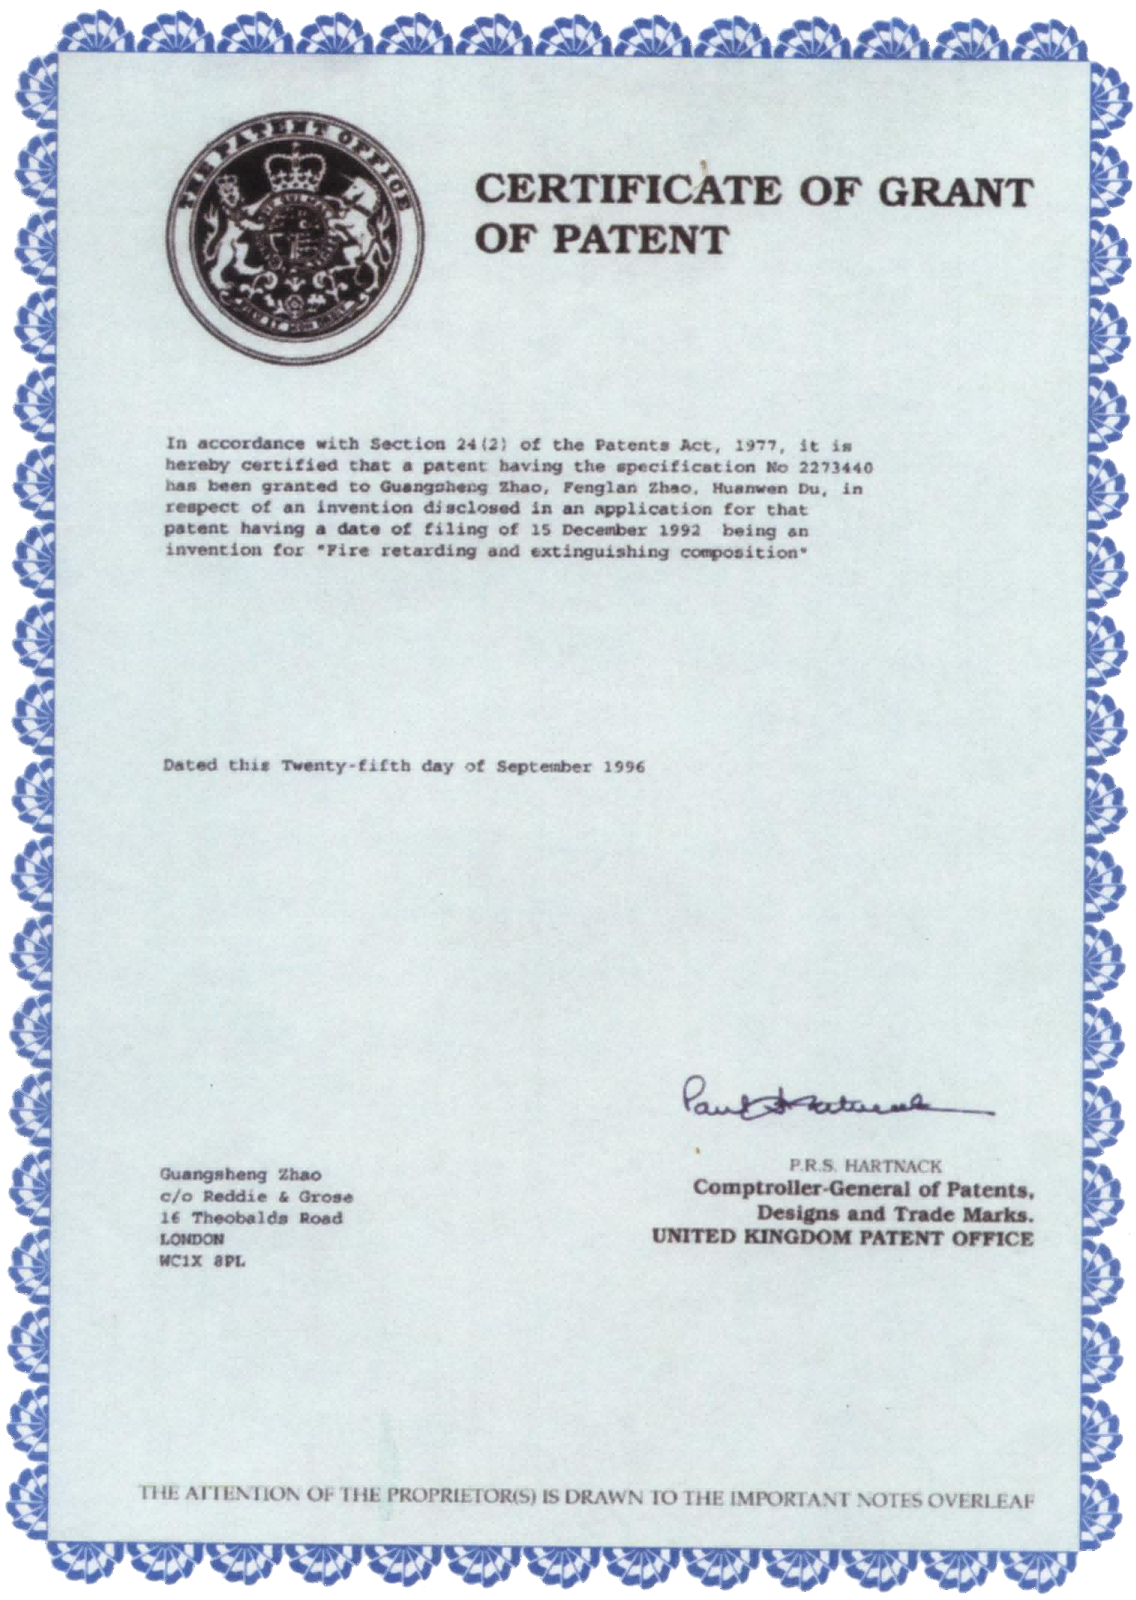 THE PATENT OFFICE
CERTIFICATE OF GRANT
OF PATENT
In accordance with Section 24(2) of the Patents Act, 1977, it is
hereby certified that a patent having the specification No 2273440
has been granted to Guangsheng Zhao, Fenglan Zhao, Huanwen Du, in
respect of an invention disclosed in an application for that
patent having a date of filing of 15 December 1992 being an
invention for "Fire retarding and extinguishing composition"
Dated this Twenty-fifth day of September 1996
Guangsheng Zhao
c/o Reddie & Grose
16 Theobalds Road
LONDON
WC1X 8PL
P.R.S. HARTNACK
Comptroller-General of Patents,
Designs and Trade Marks.
UNITED KINGDOM PATENT OFFICE
THE ATTENTION OF THE PROPRIETOR(S) IS DRAWN TO THE IMPORTANT NOTES OVERLEAF